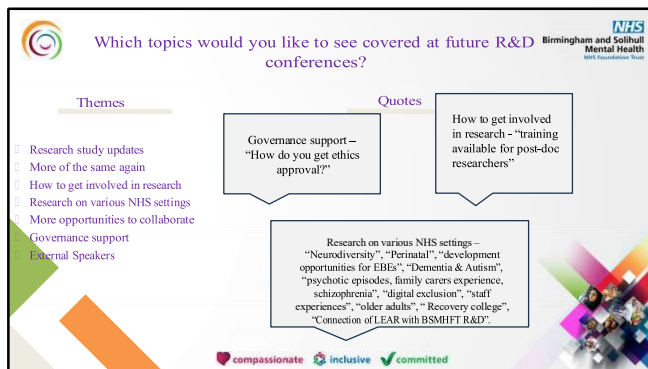 Which topics would you like to see covered at future R&D
conferences?
NHS
Birmingham and Solihull
Mental Health
NHS Foundation Trust
Themes
Research study updates
More of the same again
How to get involved in research
Research on various NHS settings
More opportunities to collaborate
Governance support
External Speakers
Quotes
Governance support –
“How do you get ethics
approval?”
How to get involved
in research - “training
available for post-doc
researchers”
Research on various NHS settings –
“Neurodiversity”, “Perinatal”, “development
opportunities for EBEs”, “Dementia & Autism”,
“psychotic episodes, family carers experience,
schizophrenia”, “digital exclusion”, “staff
experiences”, “older adults”, “ Recovery college”,
“Connection of LEAR with BSMHFT R&D”.
compassionate inclusive committed